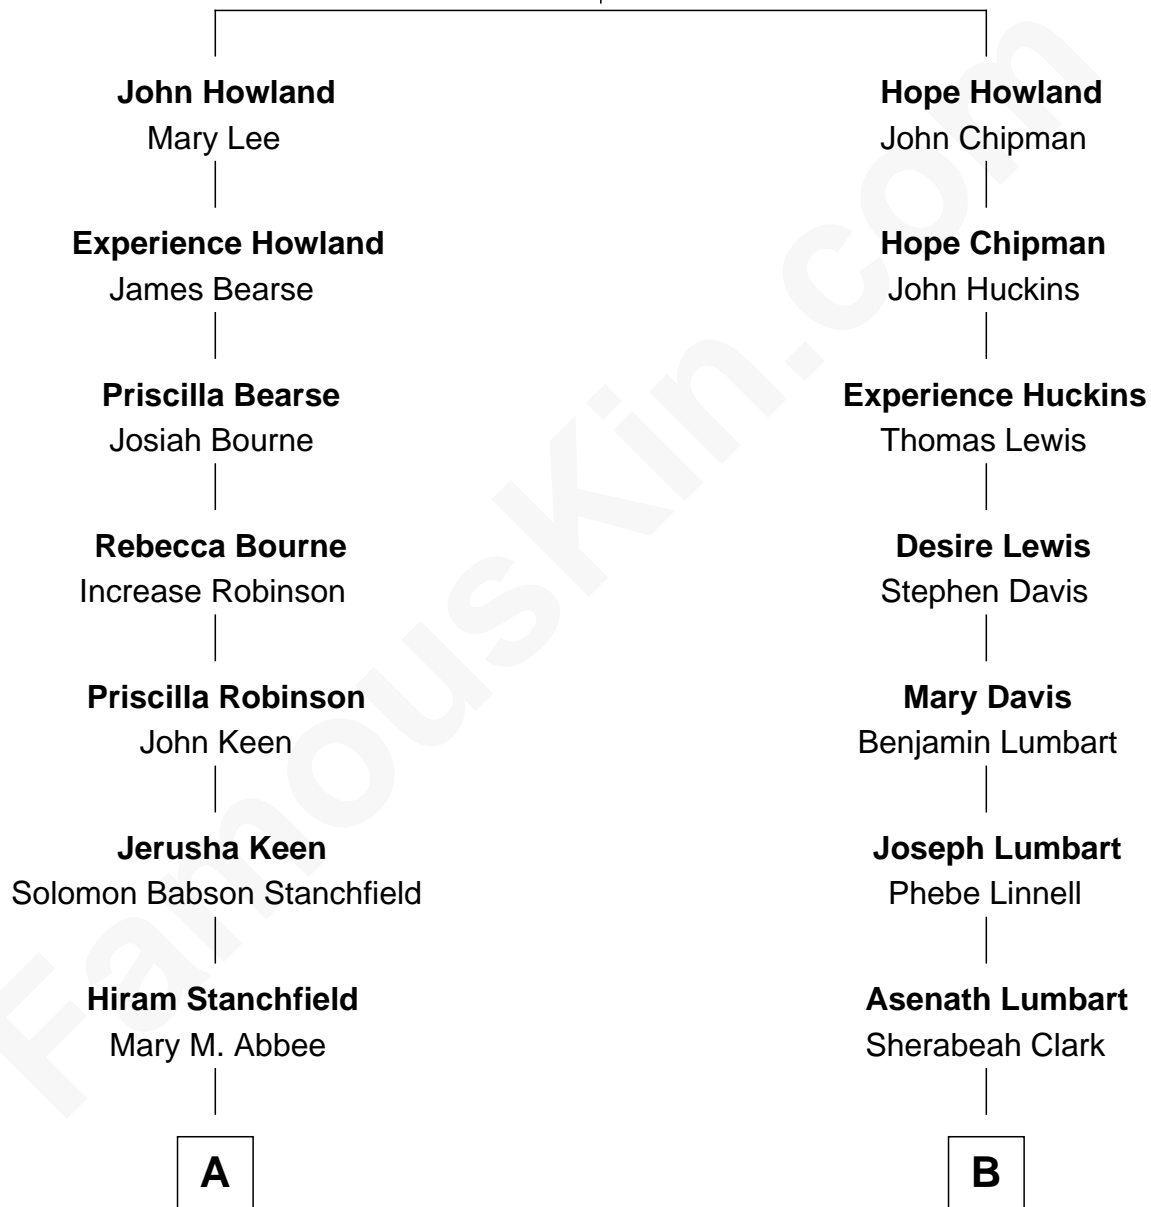 John Howland
Mary Lee
Experience Howland
James Bearse
Priscilla Bearse
Josiah Bourne
Rebecca Bourne
Increase Robinson
Priscilla Robinson
John Keen
Jerusha Keen
Solomon Babson Stanchfield
Hiram Stanchfield
Mary M. Abbee
A
Hope Howland
John Chipman
Hope Chipman
John Huckins
Experience Huckins
Thomas Lewis
Desire Lewis
Stephen Davis
Mary Davis
Benjamin Lumbart
Joseph Lumbart
Phebe Linnell
Asenath Lumbart
Sherabeah Clark
B
FamousKin.com